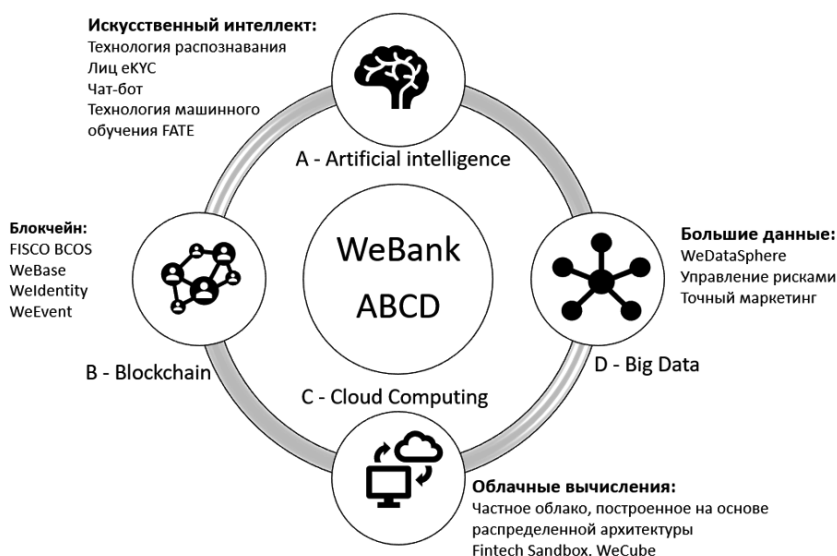 Искусственный интеллект:
Технология распознавания
Лиц eKYC
Чат-бот
Технология машинного
обучения FATE
A - Artificial intelligence
Блокчейн:
FISCO BCOS
WeBase
WeIdentity
WeEvent
B - Blockchain
WeBank
ABCD
Большие данные:
WeDataSphere
Управление рисками
Точный маркетинг
D - Big Data
C - Cloud Computing
Облачные вычисления:
Частное облако, построенное на основе
распределенной архитектуры
Fintech Sandbox, WeCube